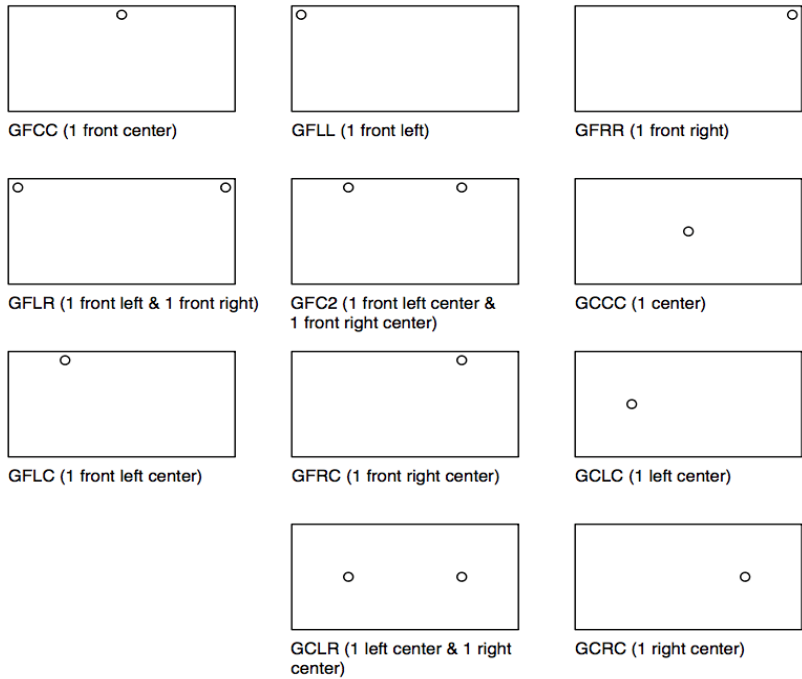 GFCC (1 front center)
GFLL (1 front left)
GFRR (1 front right)
GFLR (1 front left & 1 front right)
GFC2 (1 front left center &
1 front right center)
GCCC (1 center)
GFLC (1 front left center)
GFRC (1 front right center)
GCLC (1 left center)
GCLR (1 left center & 1 right
center)
GCRC (1 right center)